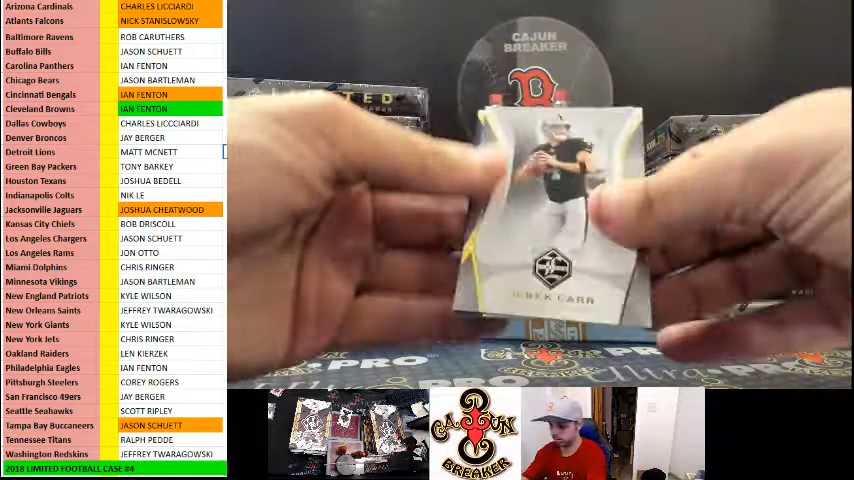 Arizona Cardinals CHARLES LICCIARDI
Atlants Falcons NICK STANISLOWSKY
Baltimore Ravens ROB CARUTHERS
Buffalo Bills JASON SCHUETT
Carolina Panthers IAN FENTON
Chicago Bears JASON BARTLEMAN
Cincinnati Bengals IAN FENTON
Cleveland Browns IAN FENTON
Dallas Cowboys CHARLES LICCCIARDI
Denver Broncos JAY BERGER
Detroit Lions MATT MCNETT
Green Bay Packers TONY BARKEY
Houston Texans JOSHUA BEDELL
Indianapolis Colts NIK LE
Jacksonville Jaguars JOSHUA CHEATWOOD
Kansas City Chiefs BOB DRISCOLL
Los Angeles Chargers JASON SCHUETT
Los Angeles Rams JON OTTO
Miami Dolphins CHRIS RINGER
Minnesota Vikings JASON BARTLEMAN
New England Patriots KYLE WILSON
New Orleans Saints JEFFREY TWARAGOWSKI
New York Giants KYLE WILSON
New York Jets CHRIS RINGER
Oakland Raiders LEN KIERZEK
Philadelphia Eagles IAN FENTON
Pittsburgh Steelers COREY ROGERS
San Francisco 49ers JAY BERGER
Seattle Seahawks SCOTT RIPLEY
Tampa Bay Buccaneers JASON SCHUETT
Tennessee Titans RALPH PEDDE
Washington Redskins JEFFREY TWARAGOWSKI
2018 LIMITED FOOTBALL CASE #4
CAJUN
BREAKER
B
DEREK CARR
PRO
Ultra PRO
CAJUN
BREAKER